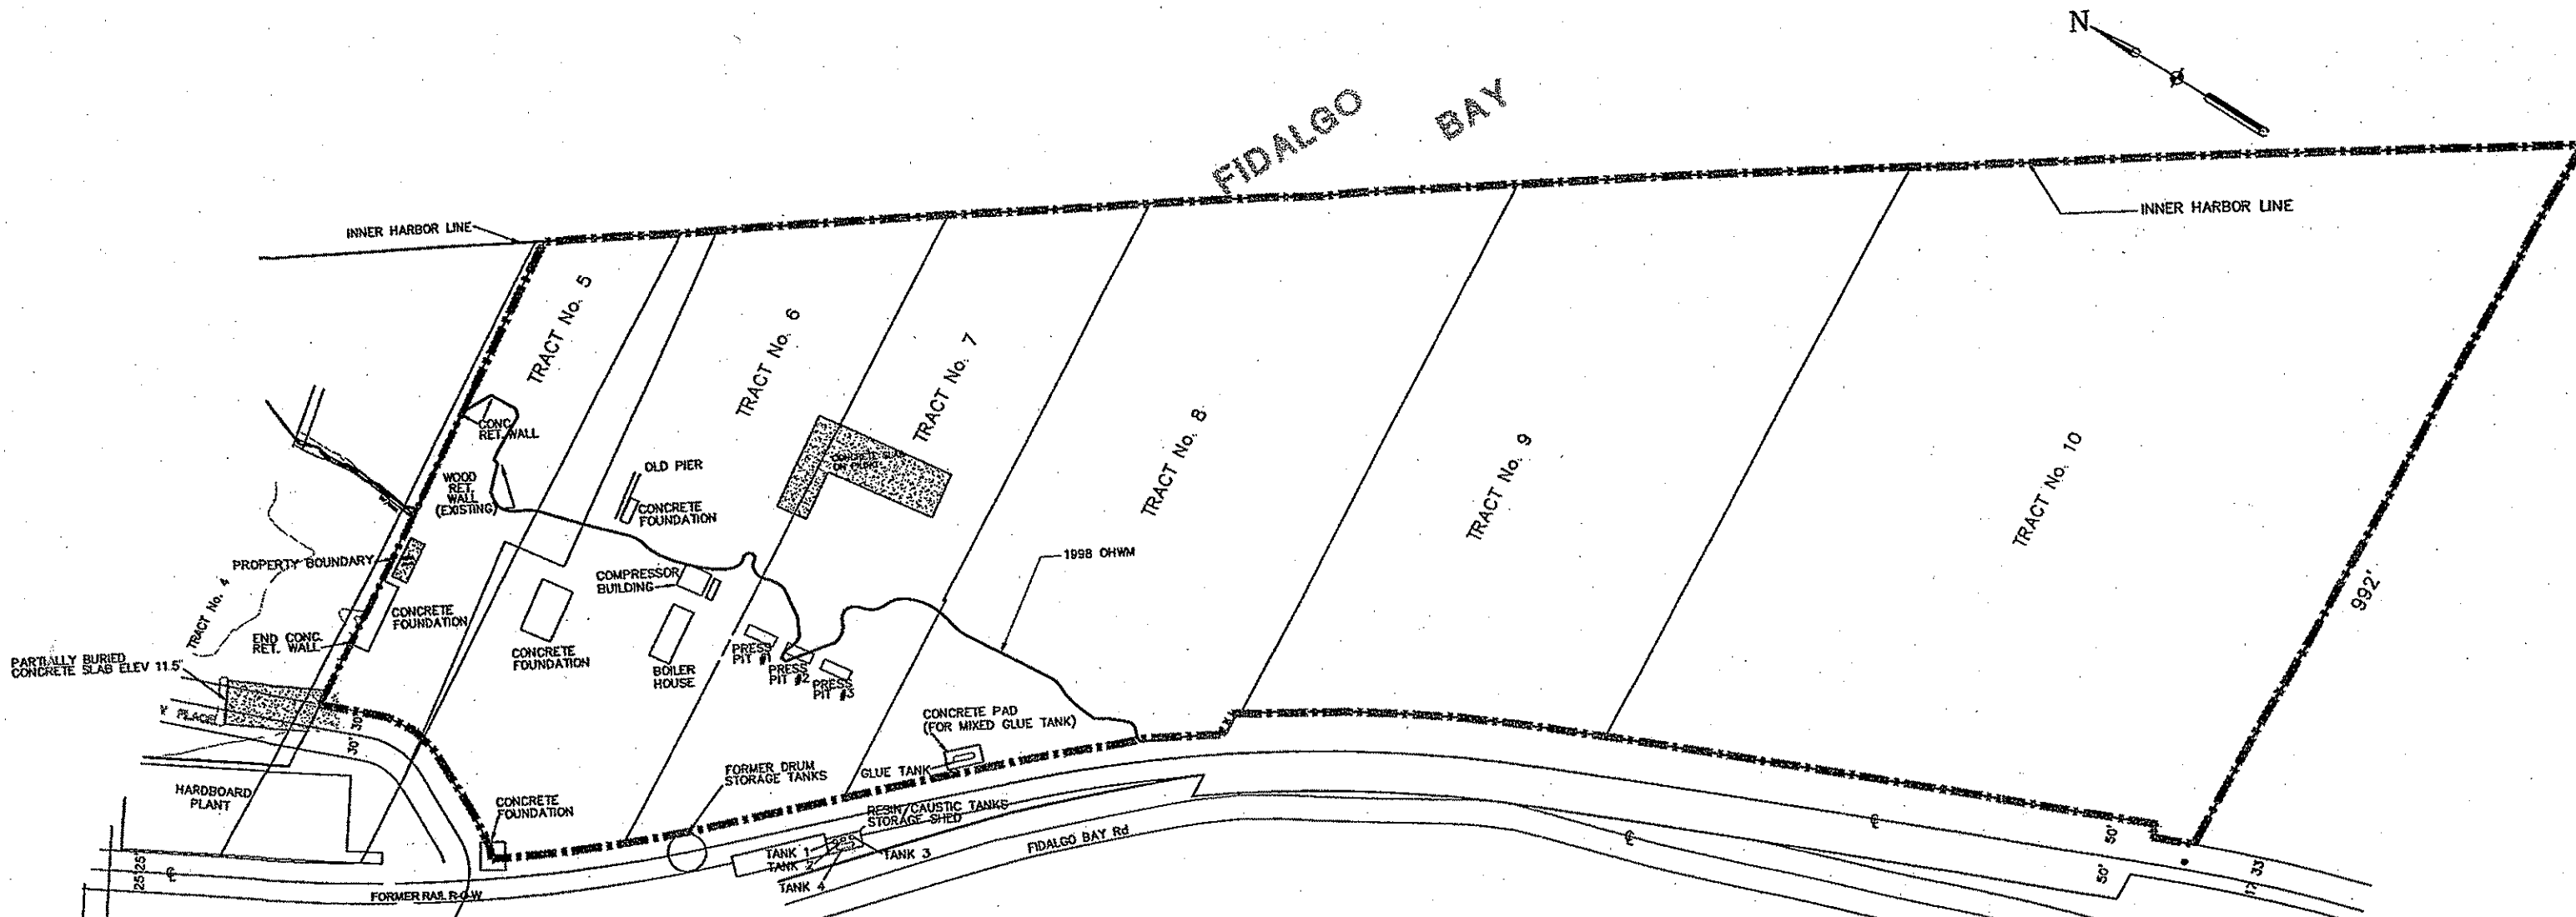 N
FIDALGO BAY
INNER HARBOR LINE
INNER HARBOR LINE
TRACT No. 5
TRACT No. 6
TRACT No. 7
TRACT No. 8
TRACT No. 9
TRACT No. 10
992'
CONC
RET. WALL
WOOD
RET.
WALL
(EXISTING)
OLD PIER
CONCRETE
FOUNDATION
CONCRETE SLAB
ON PILING
1998 OHWM
PROPERTY BOUNDARY
TRACT No. 4
COMPRESSOR
BUILDING
CONCRETE
FOUNDATION
END CONC.
RET. WALL
CONCRETE
FOUNDATION
BOILER
HOUSE
PRESS
PIT #1
PRESS
PIT #2
PRESS
PIT #3
PARTIALLY BURIED
CONCRETE SLAB ELEV 11.5'
Y PLACE
30'
30'
CONCRETE PAD
(FOR MIXED GLUE TANK)
GLUE TANK
FORMER DRUM
STORAGE TANKS
HARDBOARD
PLANT
CONCRETE
FOUNDATION
RESIN/CAUSTIC TANKS
STORAGE SHED
TANK 1
TANK 2
TANK 3
TANK 4
FIDALGO BAY Rd
25'
25'
FORMER RAIL R-O-W
50'
50'
33
17